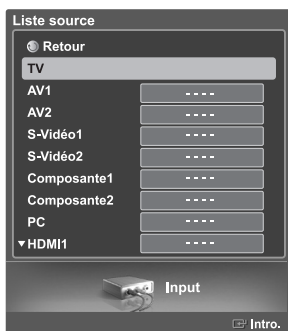 Liste source
Retour
TV
AV1 ----
AV2 ----
S-Vidéo1 ----
S-Vidéo2 ----
Composante1 ----
Composante2 ----
PC ----
▼HDMI1 ----
Input
Intro.